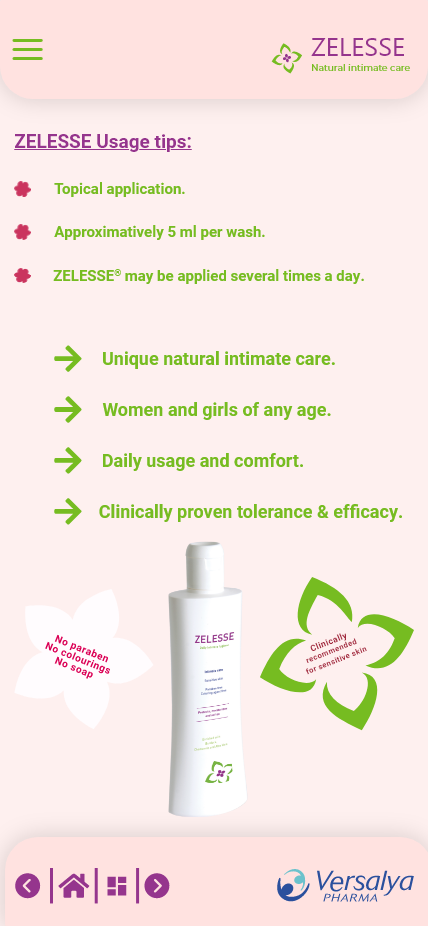 ZELESSE
Natural intimate care
ZELESSE Usage tips:
Topical application.
Approximatively 5 ml per wash.
ZELESSE® may be applied several times a day.
Unique natural intimate care.
Women and girls of any age.
Daily usage and comfort.
Clinically proven tolerance & efficacy.
No paraben
No colourings
No soap
ZELESSE
Clinically
recommended
for sensitive skin
Versalya
PHARMA